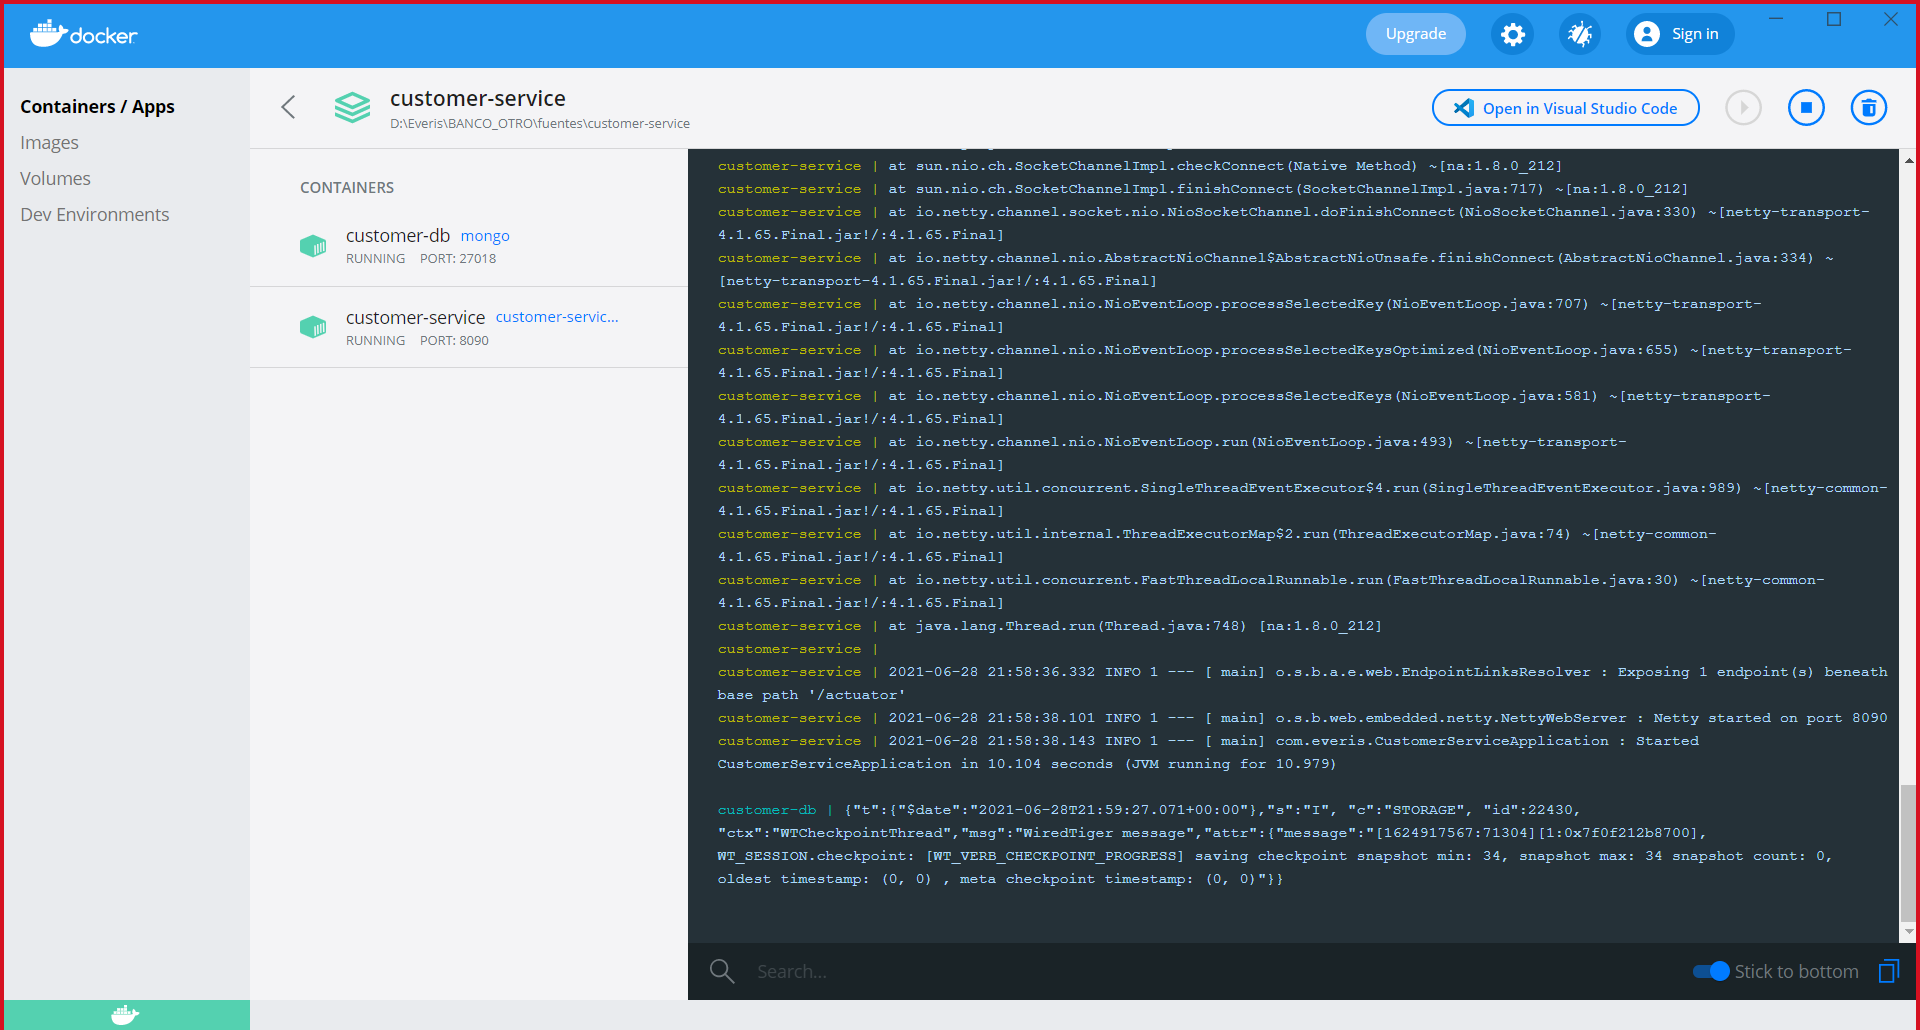 docker
Upgrade
Sign in
Containers / Apps
Images
Volumes
Dev Environments
customer-service
D:\Everis\BANCO_OTRO\fuentes\customer-service
Open in Visual Studio Code
CONTAINERS
customer-db mongo
RUNNING PORT: 27018
customer-service customer-servic...
RUNNING PORT: 8090
customer-service | at sun.nio.ch.SocketChannelImpl.checkConnect(Native Method) ~[na:1.8.0_212]
customer-service | at sun.nio.ch.SocketChannelImpl.finishConnect(SocketChannelImpl.java:717) ~[na:1.8.0_212]
customer-service | at io.netty.channel.socket.nio.NioSocketChannel.doFinishConnect(NioSocketChannel.java:330) ~[netty-transport-
4.1.65.Final.jar!/:4.1.65.Final]
customer-service | at io.netty.channel.nio.AbstractNioChannel$AbstractNioUnsafe.finishConnect(AbstractNioChannel.java:334) ~
[netty-transport-4.1.65.Final.jar!/:4.1.65.Final]
customer-service | at io.netty.channel.nio.NioEventLoop.processSelectedKey(NioEventLoop.java:707) ~[netty-transport-
4.1.65.Final.jar!/:4.1.65.Final]
customer-service | at io.netty.channel.nio.NioEventLoop.processSelectedKeysOptimized(NioEventLoop.java:655) ~[netty-transport-
4.1.65.Final.jar!/:4.1.65.Final]
customer-service | at io.netty.channel.nio.NioEventLoop.processSelectedKeys(NioEventLoop.java:581) ~[netty-transport-
4.1.65.Final.jar!/:4.1.65.Final]
customer-service | at io.netty.channel.nio.NioEventLoop.run(NioEventLoop.java:493) ~[netty-transport-
4.1.65.Final.jar!/:4.1.65.Final]
customer-service | at io.netty.util.concurrent.SingleThreadEventExecutor$4.run(SingleThreadEventExecutor.java:989) ~[netty-common-
4.1.65.Final.jar!/:4.1.65.Final]
customer-service | at io.netty.util.internal.ThreadExecutorMap$2.run(ThreadExecutorMap.java:74) ~[netty-common-
4.1.65.Final.jar!/:4.1.65.Final]
customer-service | at io.netty.util.concurrent.FastThreadLocalRunnable.run(FastThreadLocalRunnable.java:30) ~[netty-common-
4.1.65.Final.jar!/:4.1.65.Final]
customer-service | at java.lang.Thread.run(Thread.java:748) [na:1.8.0_212]
customer-service |
customer-service | 2021-06-28 21:58:36.332 INFO 1 --- [ main] o.s.b.a.e.web.EndpointLinksResolver : Exposing 1 endpoint(s) beneath
base path '/actuator'
customer-service | 2021-06-28 21:58:38.101 INFO 1 --- [ main] o.s.b.web.embedded.netty.NettyWebServer : Netty started on port 8090
customer-service | 2021-06-28 21:58:38.143 INFO 1 --- [ main] com.everis.CustomerServiceApplication : Started
CustomerServiceApplication in 10.104 seconds (JVM running for 10.979)
customer-db | {"t":{"$date":"2021-06-28T21:59:27.071+00:00"},"s":"I", "c":"STORAGE", "id":22430,
"ctx":"WTCheckpointThread","msg":"WiredTiger message","attr":{"message":"[1624917567:71304][1:0x7f0f212b8700],
WT_SESSION.checkpoint: [WT_VERB_CHECKPOINT_PROGRESS] saving checkpoint snapshot min: 34, snapshot max: 34 snapshot count: 0,
oldest timestamp: (0, 0) , meta checkpoint timestamp: (0, 0)"}}
Search...
Stick to bottom